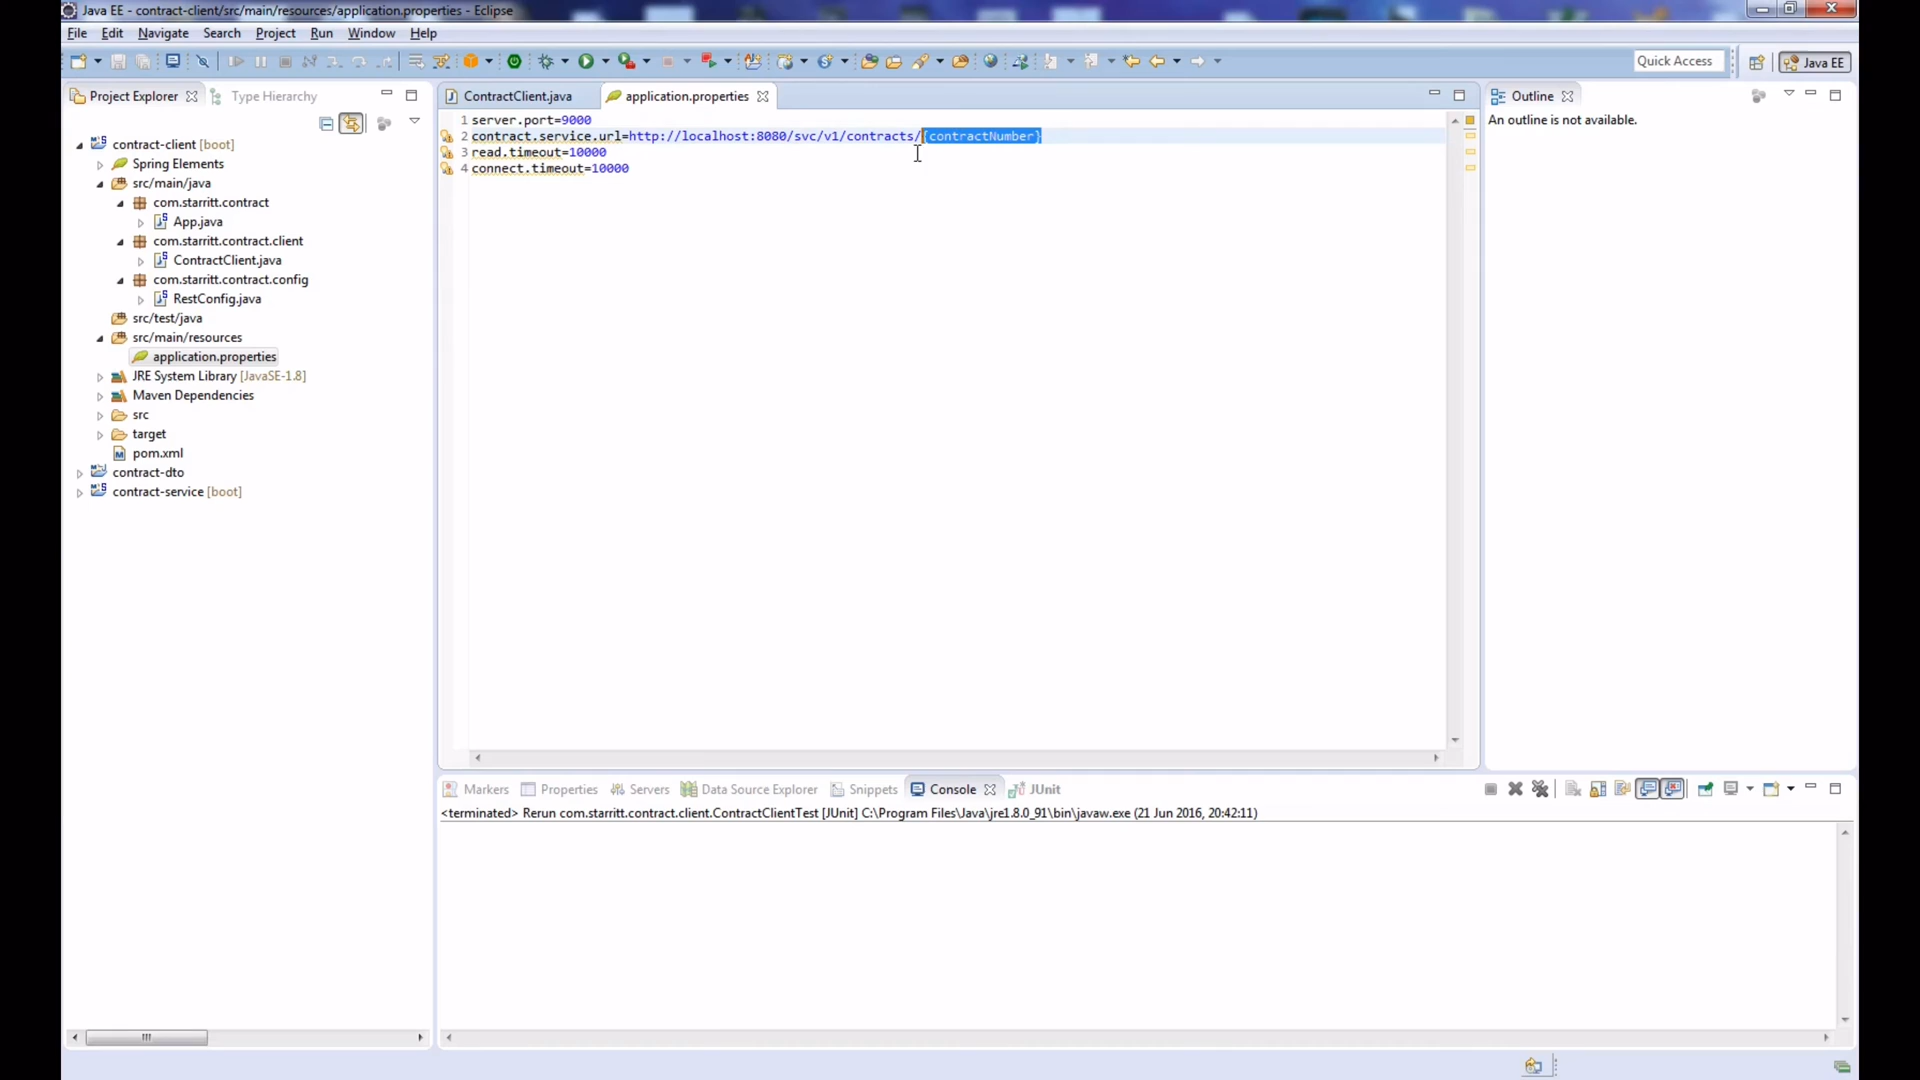 Java EE - contract-client/src/main/resources/application.properties - Eclipse
File Edit Navigate Search Project Run Window Help
Quick Access
Java EE
Project Explorer
Type Hierarchy
contract-client [boot]
Spring Elements
src/main/java
com.starritt.contract
App.java
com.starritt.contract.client
ContractClient.java
com.starritt.contract.config
RestConfig.java
src/test/java
src/main/resources
application.properties
JRE System Library [JavaSE-1.8]
Maven Dependencies
src
target
pom.xml
contract-dto
contract-service [boot]
ContractClient.java
application.properties
1 server.port=9000
2 contract.service.url=http://localhost:8080/svc/v1/contracts/{contractNumber}
3 read.timeout=10000
4 connect.timeout=10000
Outline
An outline is not available.
Markers Properties Servers Data Source Explorer Snippets Console JUnit
<terminated> Rerun com.starritt.contract.client.ContractClientTest [JUnit] C:\Program Files\Java\jre1.8.0_91\bin\javaw.exe (21 Jun 2016, 20:42:11)